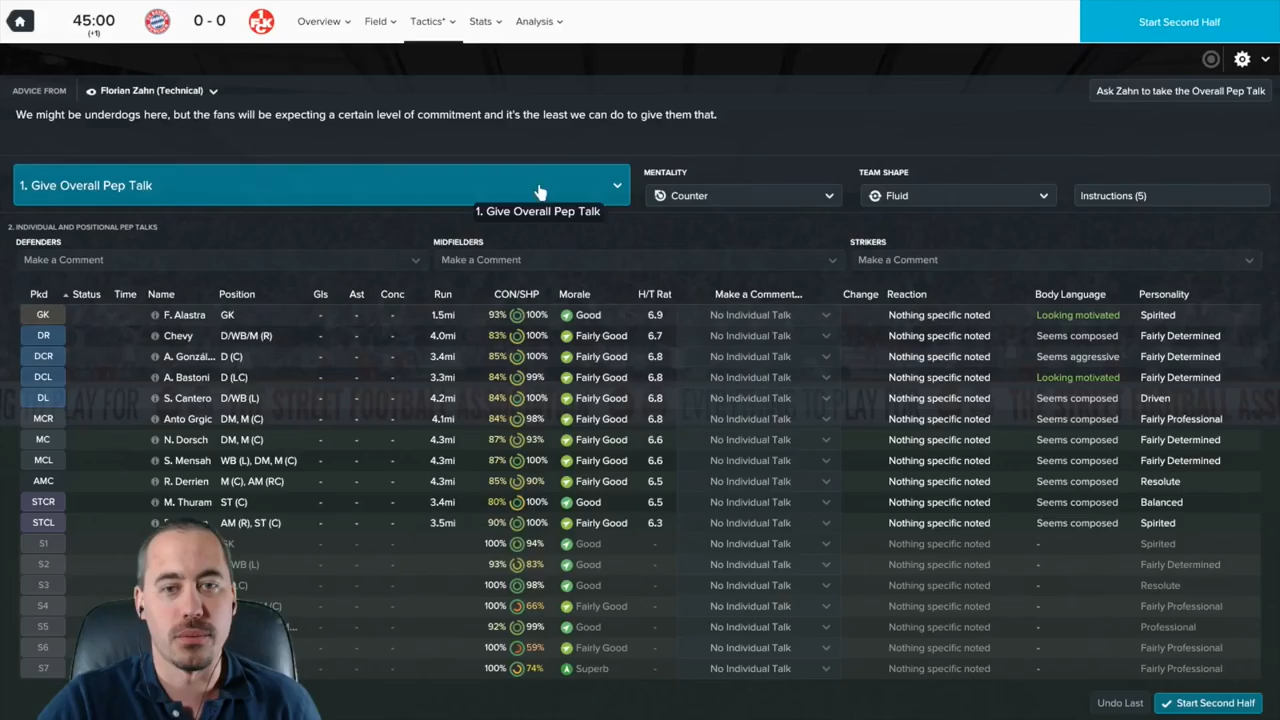 45:00
(+1)
0 - 0
Overview
Field
Tactics*
Stats
Analysis
Start Second Half
ADVICE FROM
Florian Zahn (Technical)
Ask Zahn to take the Overall Pep Talk
We might be underdogs here, but the fans will be expecting a certain level of commitment and it's the least we can do to give them that.
1. Give Overall Pep Talk
MENTALITY
Counter
TEAM SHAPE
Fluid
Instructions (5)
1. Give Overall Pep Talk
2. INDIVIDUAL AND POSITIONAL PEP TALKS
DEFENDERS
Make a Comment
MIDFIELDERS
Make a Comment
STRIKERS
Make a Comment
Pkd Status Time Name Position Gls Ast Conc Run CON/SHP Morale H/T Rat Make a Comment... Change Reaction Body Language Personality
GK F. Alastra GK - - - 1.5mi 93% 100% Good 6.9 No Individual Talk Nothing specific noted Looking motivated Spirited
DR Chevy D/WB/M (R) - - - 4.0mi 83% 100% Fairly Good 6.7 No Individual Talk Nothing specific noted Seems composed Fairly Determined
DCR A. Gonzál... D (C) - - - 3.4mi 85% 100% Fairly Good 6.8 No Individual Talk Nothing specific noted Seems aggressive Fairly Determined
DCL A. Bastoni D (LC) - - - 3.3mi 84% 99% Fairly Good 6.8 No Individual Talk Nothing specific noted Looking motivated Fairly Determined
DL S. Cantero D/WB (L) - - - 4.2mi 84% 100% Fairly Good 6.8 No Individual Talk Nothing specific noted Seems composed Driven
MCR Anto Grgic DM, M (C) - - - 4.1mi 84% 98% Fairly Good 6.8 No Individual Talk Nothing specific noted Seems composed Fairly Professional
MC N. Dorsch DM, M (C) - - - 4.3mi 87% 93% Fairly Good 6.6 No Individual Talk Nothing specific noted Seems composed Fairly Determined
MCL S. Mensah WB (L), DM, M (C) - - - 4.3mi 87% 100% Fairly Good 6.6 No Individual Talk Nothing specific noted Seems composed Fairly Determined
AMC R. Derrien M (C), AM (RC) - - - 4.3mi 85% 90% Fairly Good 6.5 No Individual Talk Nothing specific noted Seems composed Resolute
STCR M. Thuram ST (C) - - - 3.4mi 80% 100% Good 6.5 No Individual Talk Nothing specific noted Seems composed Balanced
STCL AM (R), ST (C) - - - 3.5mi 90% 100% Fairly Good 6.3 No Individual Talk Nothing specific noted Seems composed Spirited
S1 GK - - - 100% 94% Good - No Individual Talk Nothing specific noted - Spirited
S2 (L) - - - 93% 83% Good - No Individual Talk Nothing specific noted - Fairly Determined
S3 C) - - - 100% 98% Good - No Individual Talk Nothing specific noted - Resolute
S4 (C) - - - 100% 66% Fairly Good - No Individual Talk Nothing specific noted - Fairly Professional
S5 M... - - - 92% 99% Good - No Individual Talk Nothing specific noted - Professional
S6 - - - 100% 59% Fairly Good - No Individual Talk Nothing specific noted - Fairly Professional
S7 - - - 100% 74% Superb - No Individual Talk Nothing specific noted - Fairly Professional
Undo Last
Start Second Half